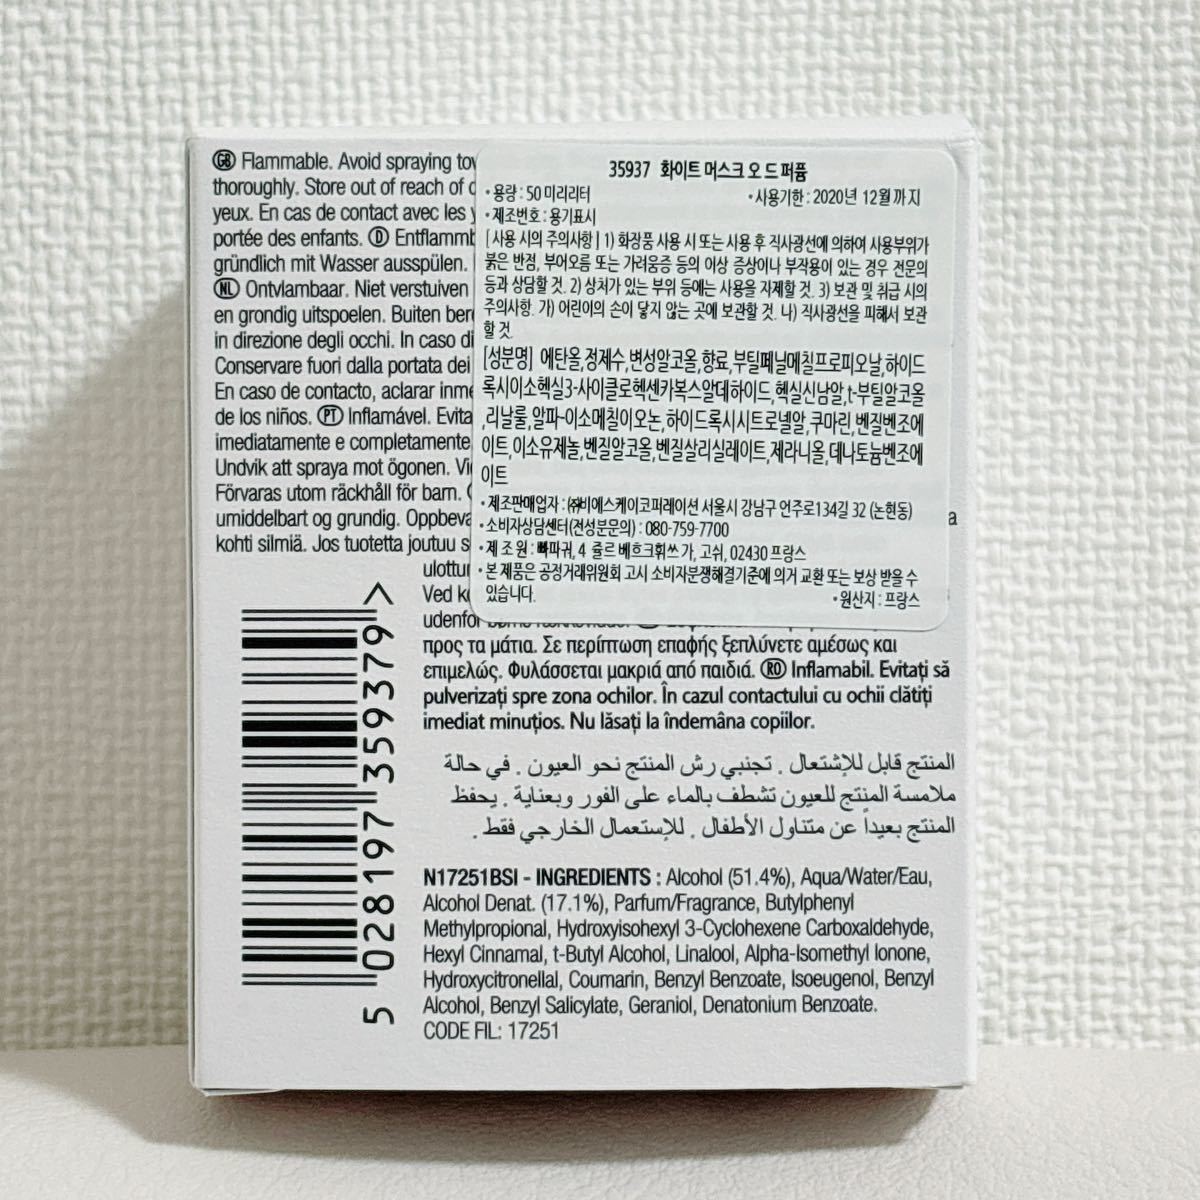 GB Flammable. Avoid spraying
thoroughly. Store out of reach of
yeux. En cas de contact avec les
portée des enfants. D
gründlich mit Wasser ausspülen.
NL Ontvlambaar. Niet verstuiven
en grondig uitspoelen. Buiten
in direzione degli occhi. In caso di
Conservare fuori dalla portata dei
En caso de contacto, aclarar
de los niños. PT Inflamável.
imediatamente e completamente
Undvik att spraya mot ögonen.
Förvaras utom räckhåll för barn.
umiddelbart og grundig.
kohti silmiä. Jos tuotetta joutuu
Ved
προς τα μάτια. Σε περίπτωση επαφής ξεπλύνετε αμέσως και
επιμελώς. Φυλάσσεται μακριά από παιδιά. RO Inflamabil. Evitați să
pulverizați spre zona ochilor. În cazul contactului cu ochii clătiți
imediat minuțios. Nu lăsați la îndemâna copiilor.
المنتج قابل للإشتعال . تجنبي رش المنتج نحو العيون . في حالة
ملامسة المنتج للعيون تشطف بالماء على الفور وبعناية . يحفظ
المنتج بعيداً عن متناول الأطفال . للإستعمال الخارجي فقط .
N17251BSI - INGREDIENTS : Alcohol (51.4%), Aqua/Water/Eau,
Alcohol Denat. (17.1%), Parfum/Fragrance, Butylphenyl
Methylpropional, Hydroxyisohexyl 3-Cyclohexene Carboxaldehyde,
Hexyl Cinnamal, t-Butyl Alcohol, Linalool, Alpha-Isomethyl Ionone,
Hydroxycitronellal, Coumarin, Benzyl Benzoate, Isoeugenol, Benzyl
Alcohol, Benzyl Salicylate, Geraniol, Denatonium Benzoate.
CODE FIL: 17251
5 028197 359379 >
35937 화이트 머스크 오 드 퍼퓸
•용량 : 50 미리리터 •사용기한 : 2020년 12월 까지
•제조번호 : 용기표시
[ 사용 시의 주의사항 ] 1) 화장품 사용 시 또는 사용 후 직사광선에 의하여 사용부위가
붉은 반점, 부어오름 또는 가려움증 등의 이상 증상이나 부작용이 있는 경우 전문의
등과 상담할 것. 2) 상처가 있는 부위 등에는 사용을 자제할 것. 3) 보관 및 취급 시의
주의사항. 가) 어린이의 손이 닿지 않는 곳에 보관할 것. 나) 직사광선을 피해서 보관
할 것.
[성분명] 에탄올,정제수,변성알코올,향료,부틸페닐메칠프로피오날,하이드
록시이소헥실3-사이클로헥센카복스알데하이드,헥실신남알,t-부틸알코올
,리날룰,알파-이소메칠이오논,하이드록시시트로넬알,쿠마린,벤질벤조에
이트,이소유제놀,벤질알코올,벤질살리실레이트,제라니올,데나토늄벤조에
이트
•제조판매업자 : ㈜비에스케이코퍼레이션 서울시 강남구 언주로134길 32 (논현동)
•소비자상담센터(전성분문의) : 080-759-7700
•제 조 원 : 빠파귀, 4 쥴르 베흐크훠쓰 가, 고쉬, 02430 프랑스
•본 제품은 공정거래위원회 고시 소비자분쟁해결기준에 의거 교환 또는 보상 받을 수
있습니다. •원산지 : 프랑스